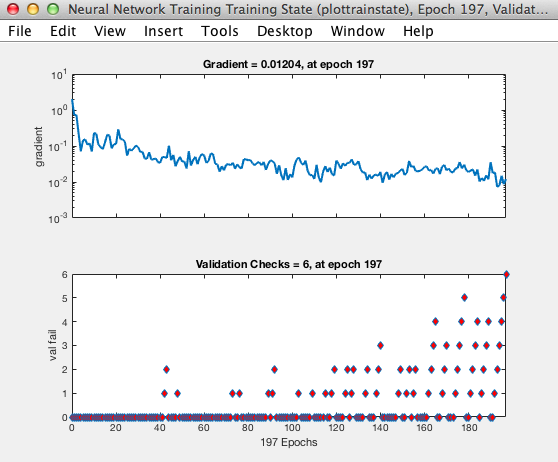 Neural Network Training Training State (plottrainstate), Epoch 197, Validat...
File Edit View Insert Tools Desktop Window Help
Gradient = 0.01204, at epoch 197
gradient
10^1
10^0
10^-1
10^-2
10^-3
Validation Checks = 6, at epoch 197
val fail
6
5
4
3
2
1
0
0 20 40 60 80 100 120 140 160 180
197 Epochs